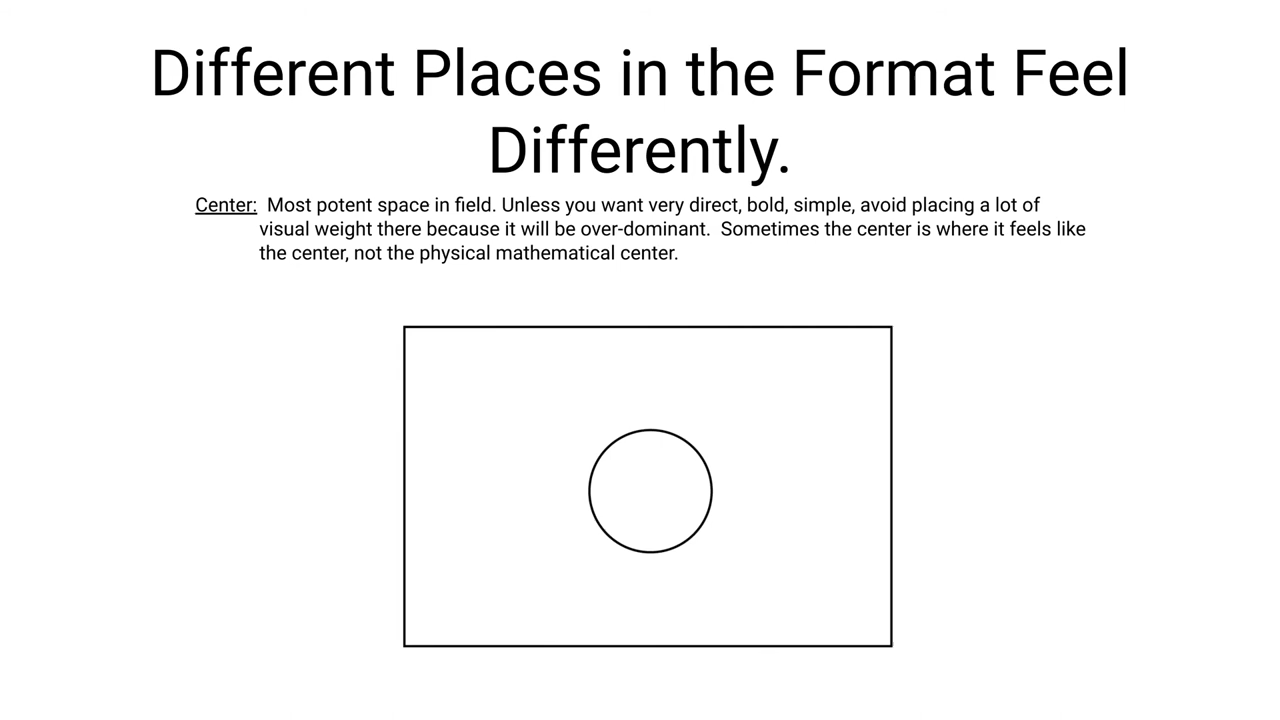 Different Places in the Format Feel
Differently.
Center:  Most potent space in field. Unless you want very direct, bold, simple, avoid placing a lot of
visual weight there because it will be over-dominant.  Sometimes the center is where it feels like
the center, not the physical mathematical center.